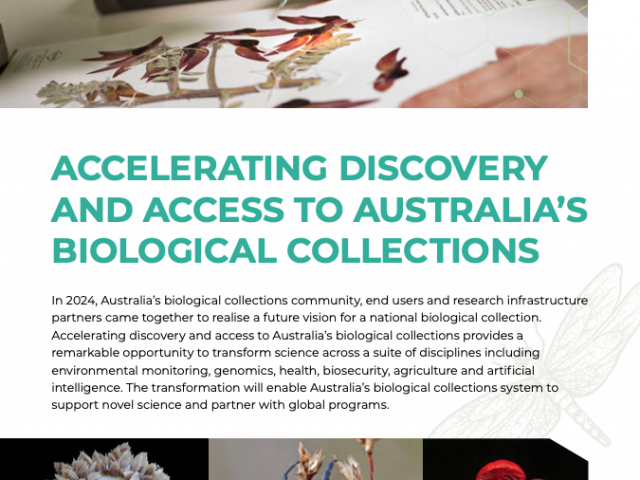 ACCELERATING DISCOVERY
AND ACCESS TO AUSTRALIA’S
BIOLOGICAL COLLECTIONS
In 2024, Australia’s biological collections community, end users and research infrastructure
partners came together to realise a future vision for a national biological collection.
Accelerating discovery and access to Australia’s biological collections provides a
remarkable opportunity to transform science across a suite of disciplines including
environmental monitoring, genomics, health, biosecurity, agriculture and artificial
intelligence. The transformation will enable Australia’s biological collections system to
support novel science and partner with global programs.